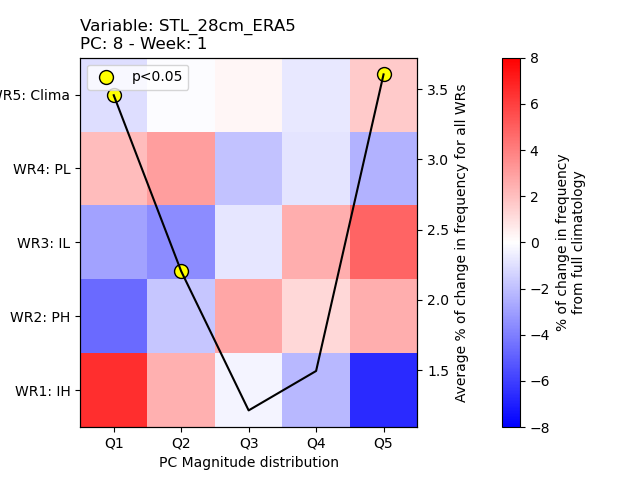 Variable: STL_28cm_ERA5
PC: 8 - Week: 1
p<0.05
WR5: Clima
WR4: PL
WR3: IL
WR2: PH
WR1: IH
Q1 Q2 Q3 Q4 Q5
PC Magnitude distribution
3.5
3.0
2.5
2.0
1.5
Average % of change in frequency for all WRs
8
6
4
2
0
−2
−4
−6
−8
% of change in frequency
from full climatology